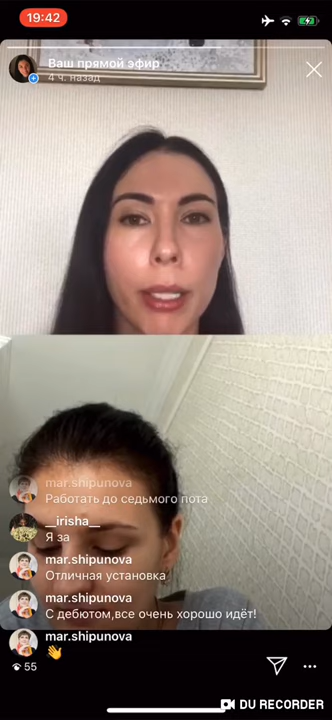 19:42
Ваш прямой эфир
4 ч. назад
mar.shipunova
Работать до седьмого пота
__irisha__
Я за
mar.shipunova
Отличная установка
mar.shipunova
С дебютом,все очень хорошо идёт!
mar.shipunova
👋
55
DU RECORDER